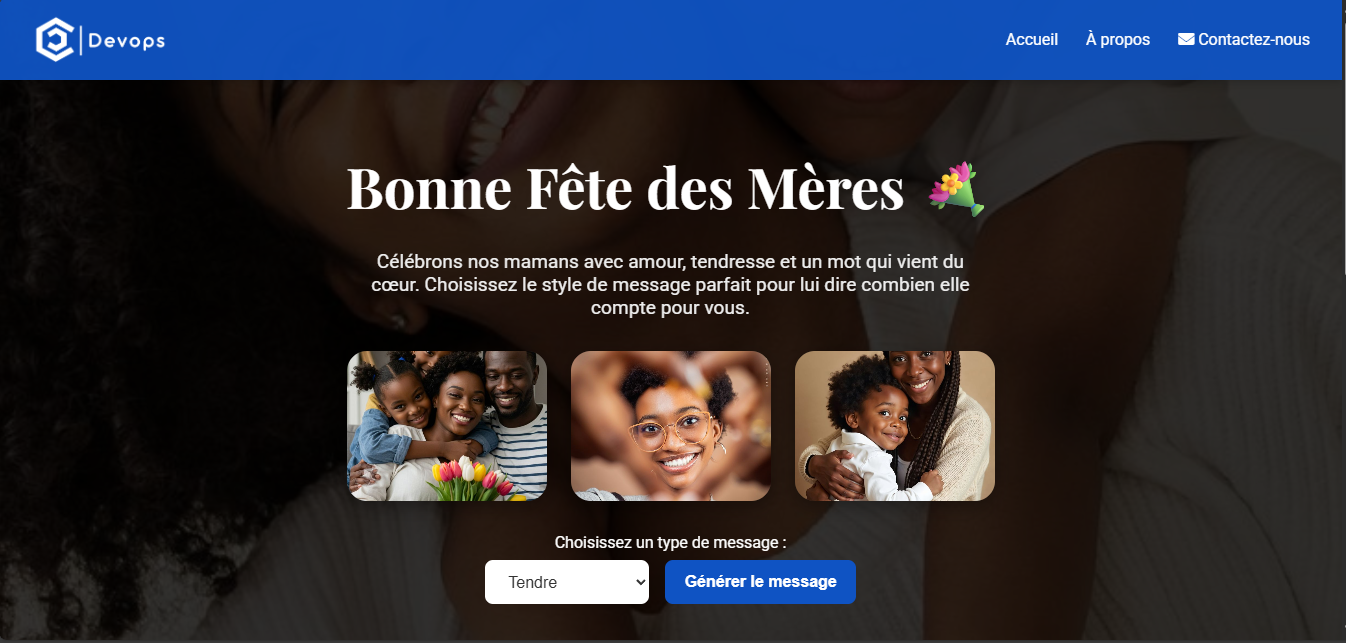 Devops
Accueil
À propos
Contactez-nous
Bonne Fête des Mères
Célébrons nos mamans avec amour, tendresse et un mot qui vient du
cœur. Choisissez le style de message parfait pour lui dire combien elle
compte pour vous.
Choisissez un type de message :
Tendre
Générer le message